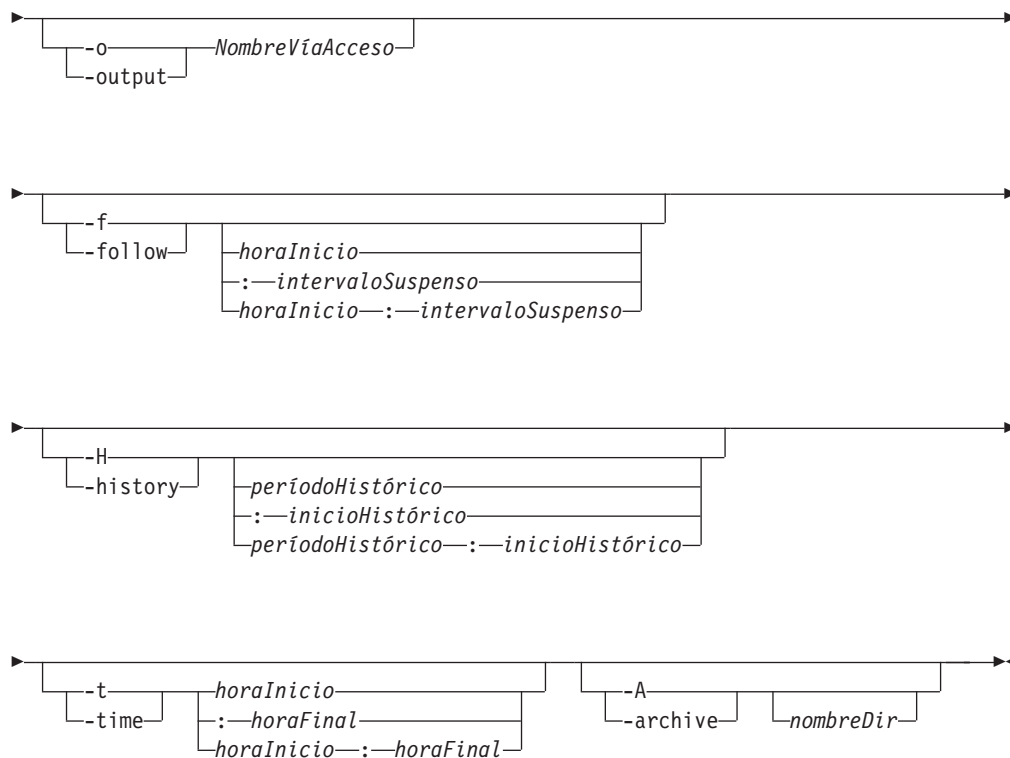 -o NombreVíaAcceso
-output
-f
-follow horaInicio
: intervaloSuspenso
horaInicio : intervaloSuspenso
-H
-history períodoHistórico
: inicioHistórico
períodoHistórico : inicioHistórico
-t horaInicio -A
-time : horaFinal -archive nombreDir
horaInicio : horaFinal